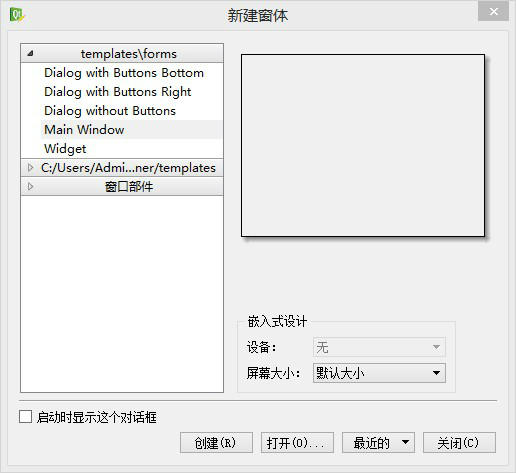 新建窗体
templates\forms
Dialog with Buttons Bottom
Dialog with Buttons Right
Dialog without Buttons
Main Window
Widget
C:/Users/Admi...ner/templates
窗口部件
嵌入式设计
设备： 无
屏幕大小： 默认大小
启动时显示这个对话框
创建(R) 打开(O)... 最近的 关闭(C)